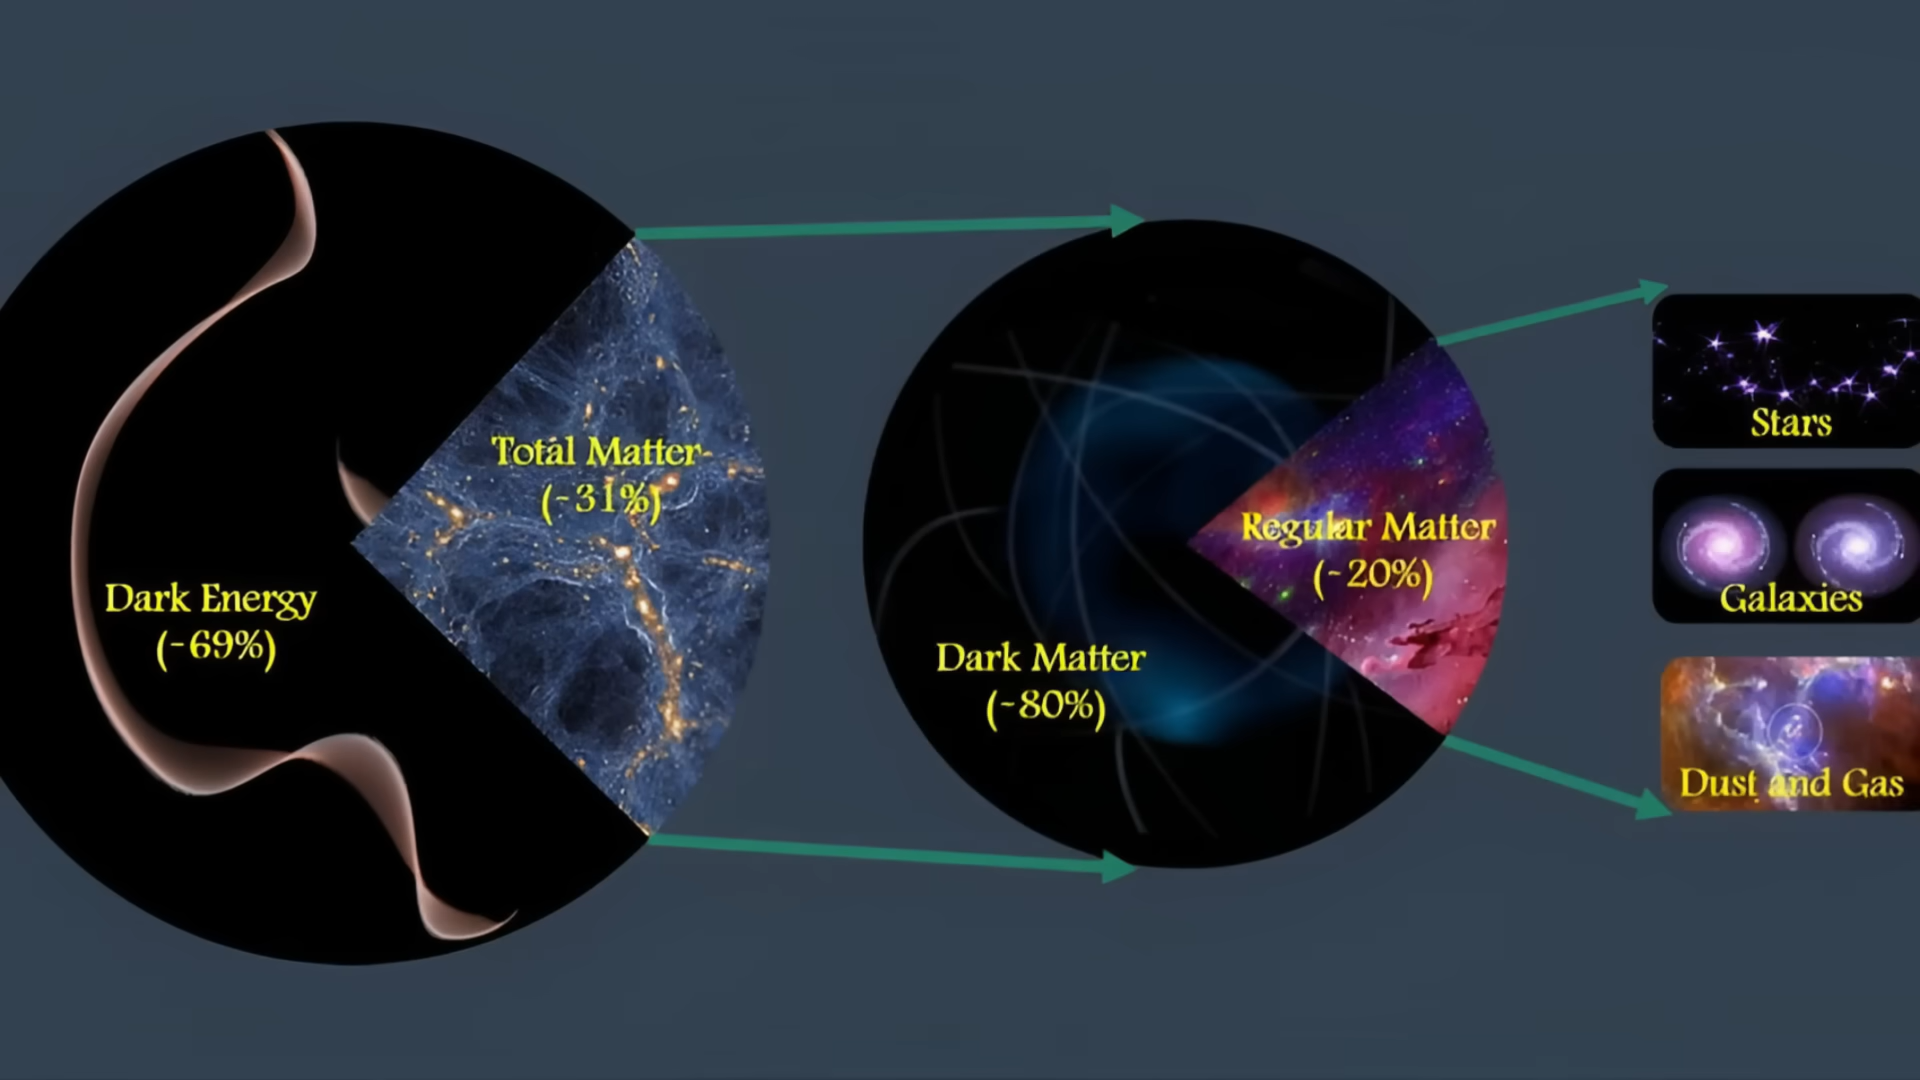 Dark Energy
(~69%)
Total Matter
(~31%)
Dark Matter
(~80%)
Regular Matter
(~20%)
Stars
Galaxies
Dust and Gas